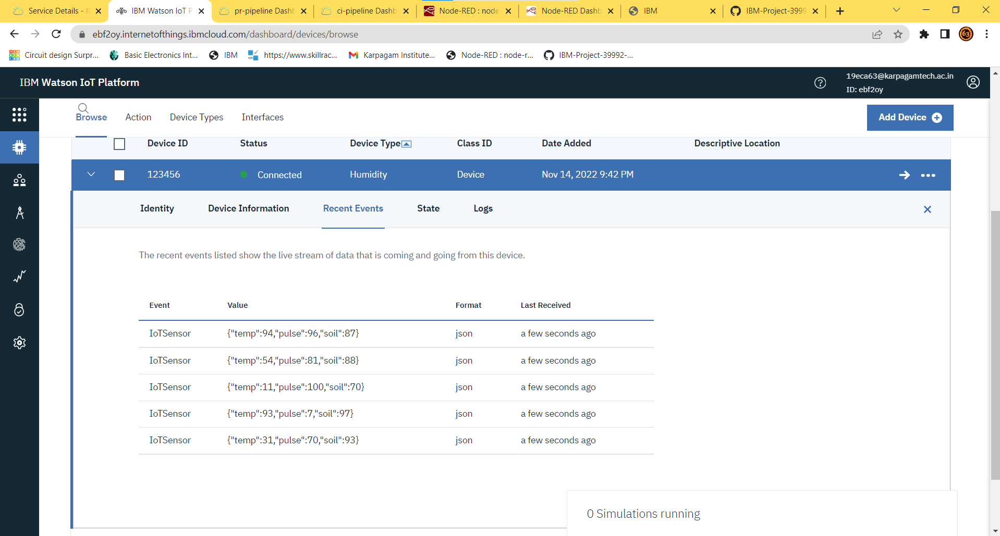 Service Details - IBM Watson IoT P pr-pipeline Dashb ci-pipeline Dashb Node-RED : node Node-RED Dashb IBM IBM-Project-3999
ebf2oy.internetofthings.ibmcloud.com/dashboard/devices/browse
63
Circuit design Surpr... Basic Electronics Int... IBM https://www.skillrac... Karpagam Institute... Node-RED : node-r... IBM-Project-39992-...
IBM Watson IoT Platform
19eca63@karpagamtech.ac.in
ID: ebf2oy
Browse Action Device Types Interfaces
Add Device
Device ID Status Device Type Class ID Date Added Descriptive Location
123456 Connected Humidity Device Nov 14, 2022 9:42 PM
Identity Device Information Recent Events State Logs
The recent events listed show the live stream of data that is coming and going from this device.
Event Value Format Last Received
IoTSensor {"temp":94,"pulse":96,"soil":87} json a few seconds ago
IoTSensor {"temp":54,"pulse":81,"soil":88} json a few seconds ago
IoTSensor {"temp":11,"pulse":100,"soil":70} json a few seconds ago
IoTSensor {"temp":93,"pulse":7,"soil":97} json a few seconds ago
IoTSensor {"temp":31,"pulse":70,"soil":93} json a few seconds ago
0 Simulations running